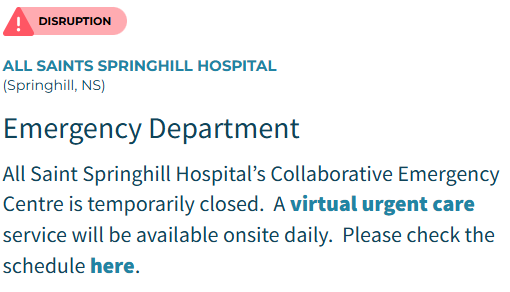 DISRUPTION
ALL SAINTS SPRINGHILL HOSPITAL
(Springhill, NS)
Emergency Department
All Saint Springhill Hospital's Collaborative Emergency
Centre is temporarily closed.  A virtual urgent care
service will be available onsite daily.  Please check the
schedule here.